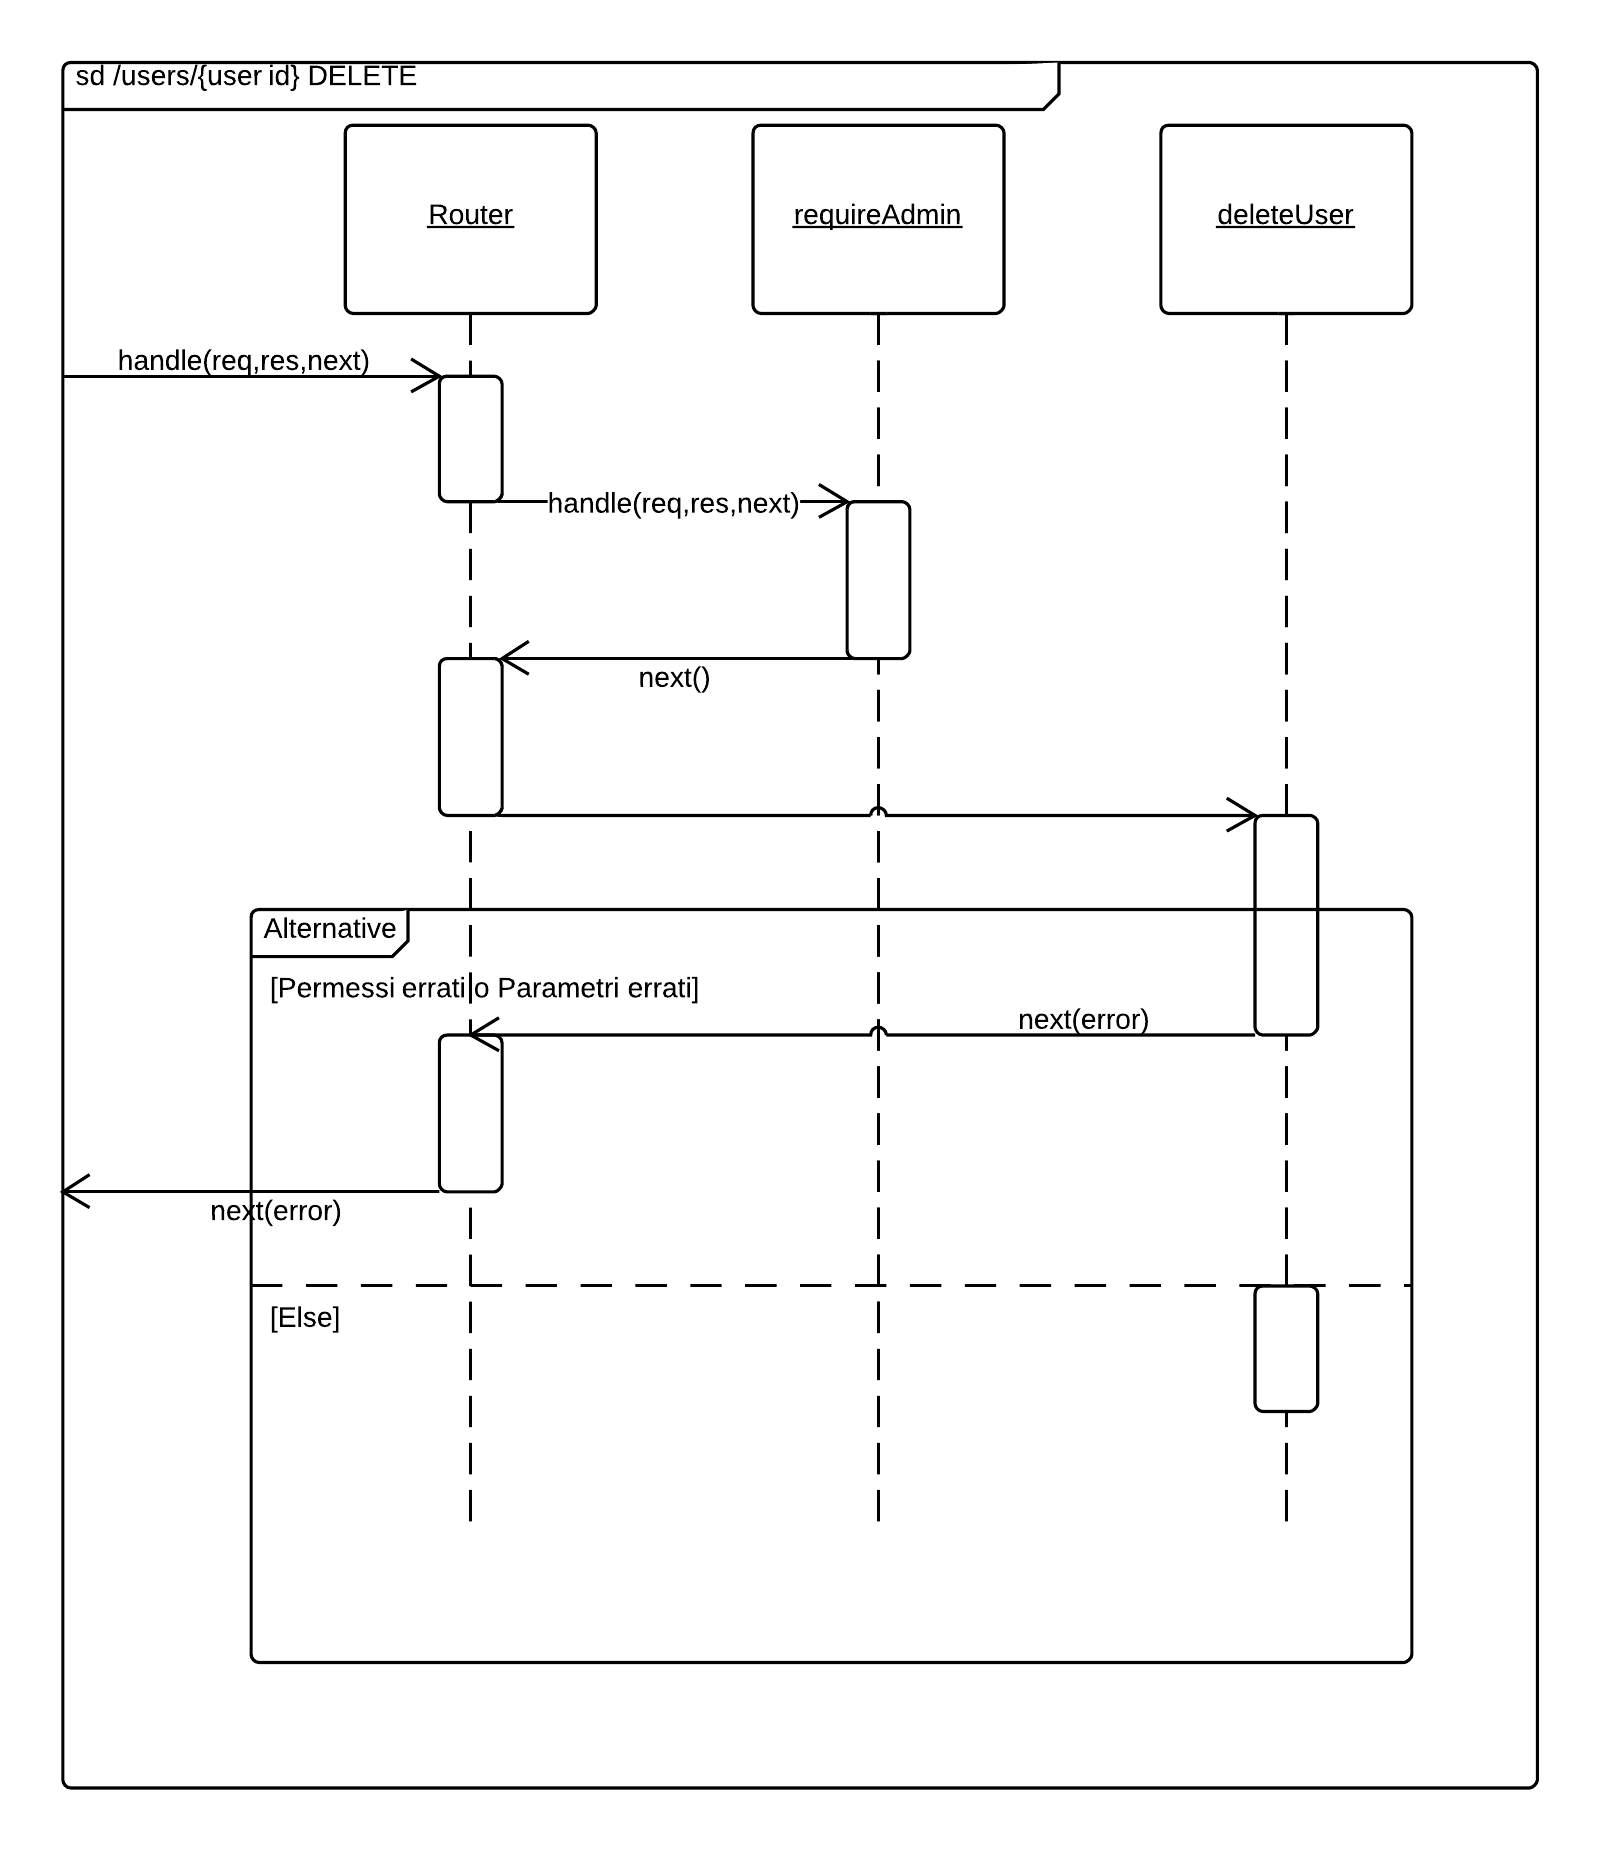 sd /users/{user id} DELETE
Router
requireAdmin
deleteUser
handle(req,res,next)
handle(req,res,next)
next()
Alternative
[Permessi errati o Parametri errati]
next(error)
next(error)
[Else]